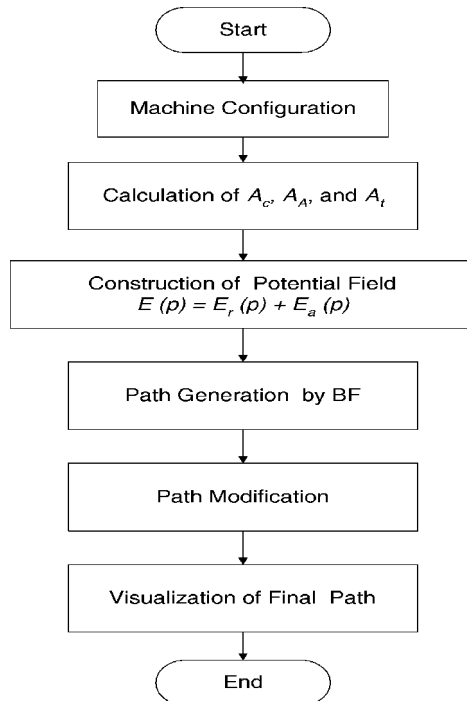 Start
Machine Configuration
Calculation of A_c, A_A, and A_t
Construction of Potential Field
E (p) = E_r (p) + E_a (p)
Path Generation by BF
Path Modification
Visualization of Final Path
End